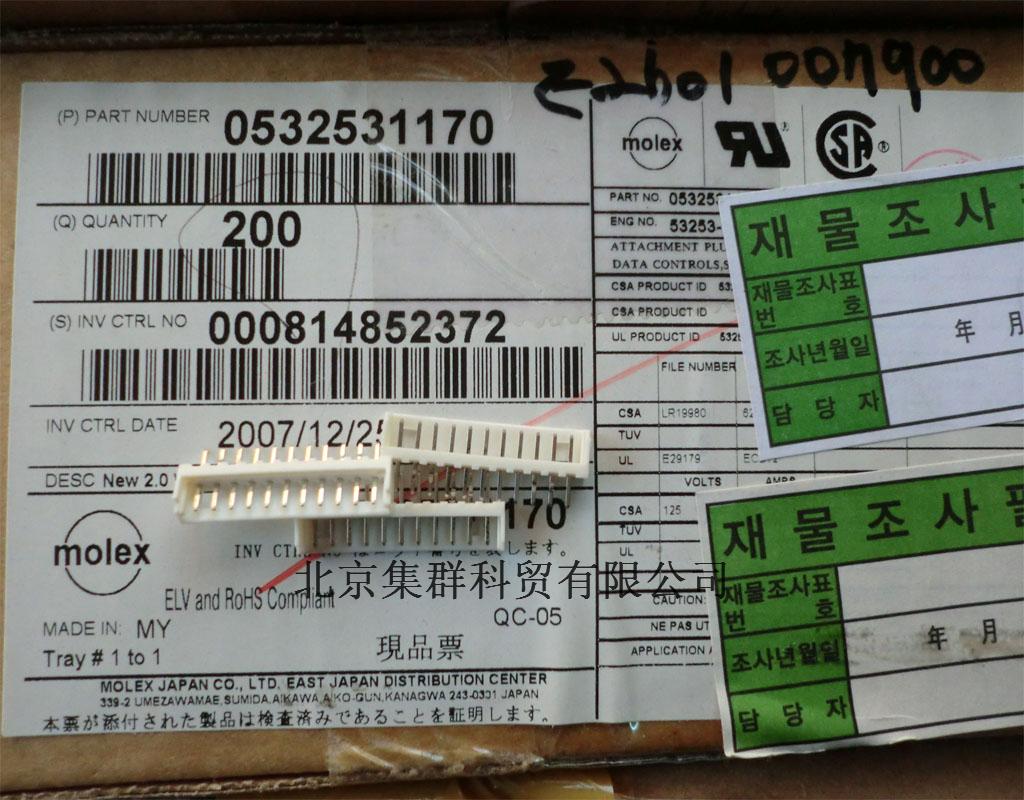 (P) PART NUMBER 0532531170
(Q) QUANTITY 200
(S) INV CTRL NO 000814852372
INV CTRL DATE 2007/12/25
DESC New 2.0
170
molex
INV
北京集群科贸有限公司
ELV and RoHS Compliant
QC-05
MADE IN: MY
現品票
Tray # 1 to 1
MOLEX JAPAN CO., LTD. EAST JAPAN DISTRIBUTION CENTER
339-2 UMEZAWAMAE,SUMIDA,AIKAWA,AIKO-GUN,KANAGWA 243-0301 JAPAN
本票が添付された製品は検査済みであることを証明します。
007900
molex
UR
CSA ®
PART NO. 05325
ENG NO. 53253-
ATTACHMENT
DATA CONTROLS,
CSA PRODUCT ID
CSA PRODUCT ID
UL PRODUCT ID
FILE NUMBER
CSA LR19980
TUV
UL E29179
VOLTS AMPS
CSA 125
TUV
UL
CAUTION:
NE PAS
APPLICATION
재물조사표
재물조사표
번 호
조사년월일 年 月
담당자
재물조사표
재물조사표
번 호
조사년월일 年 月
담당자